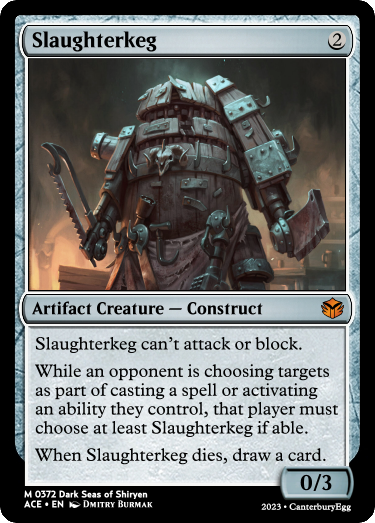 Slaughterkeg 2
Artifact Creature — Construct
Slaughterkeg can't attack or block.
While an opponent is choosing targets
as part of casting a spell or activating
an ability they control, that player must
choose at least Slaughterkeg if able.
When Slaughterkeg dies, draw a card.
0/3
M 0372 Dark Seas of Shiryen
ACE • EN Dmitry Burmak
2023 - CanterburyEgg